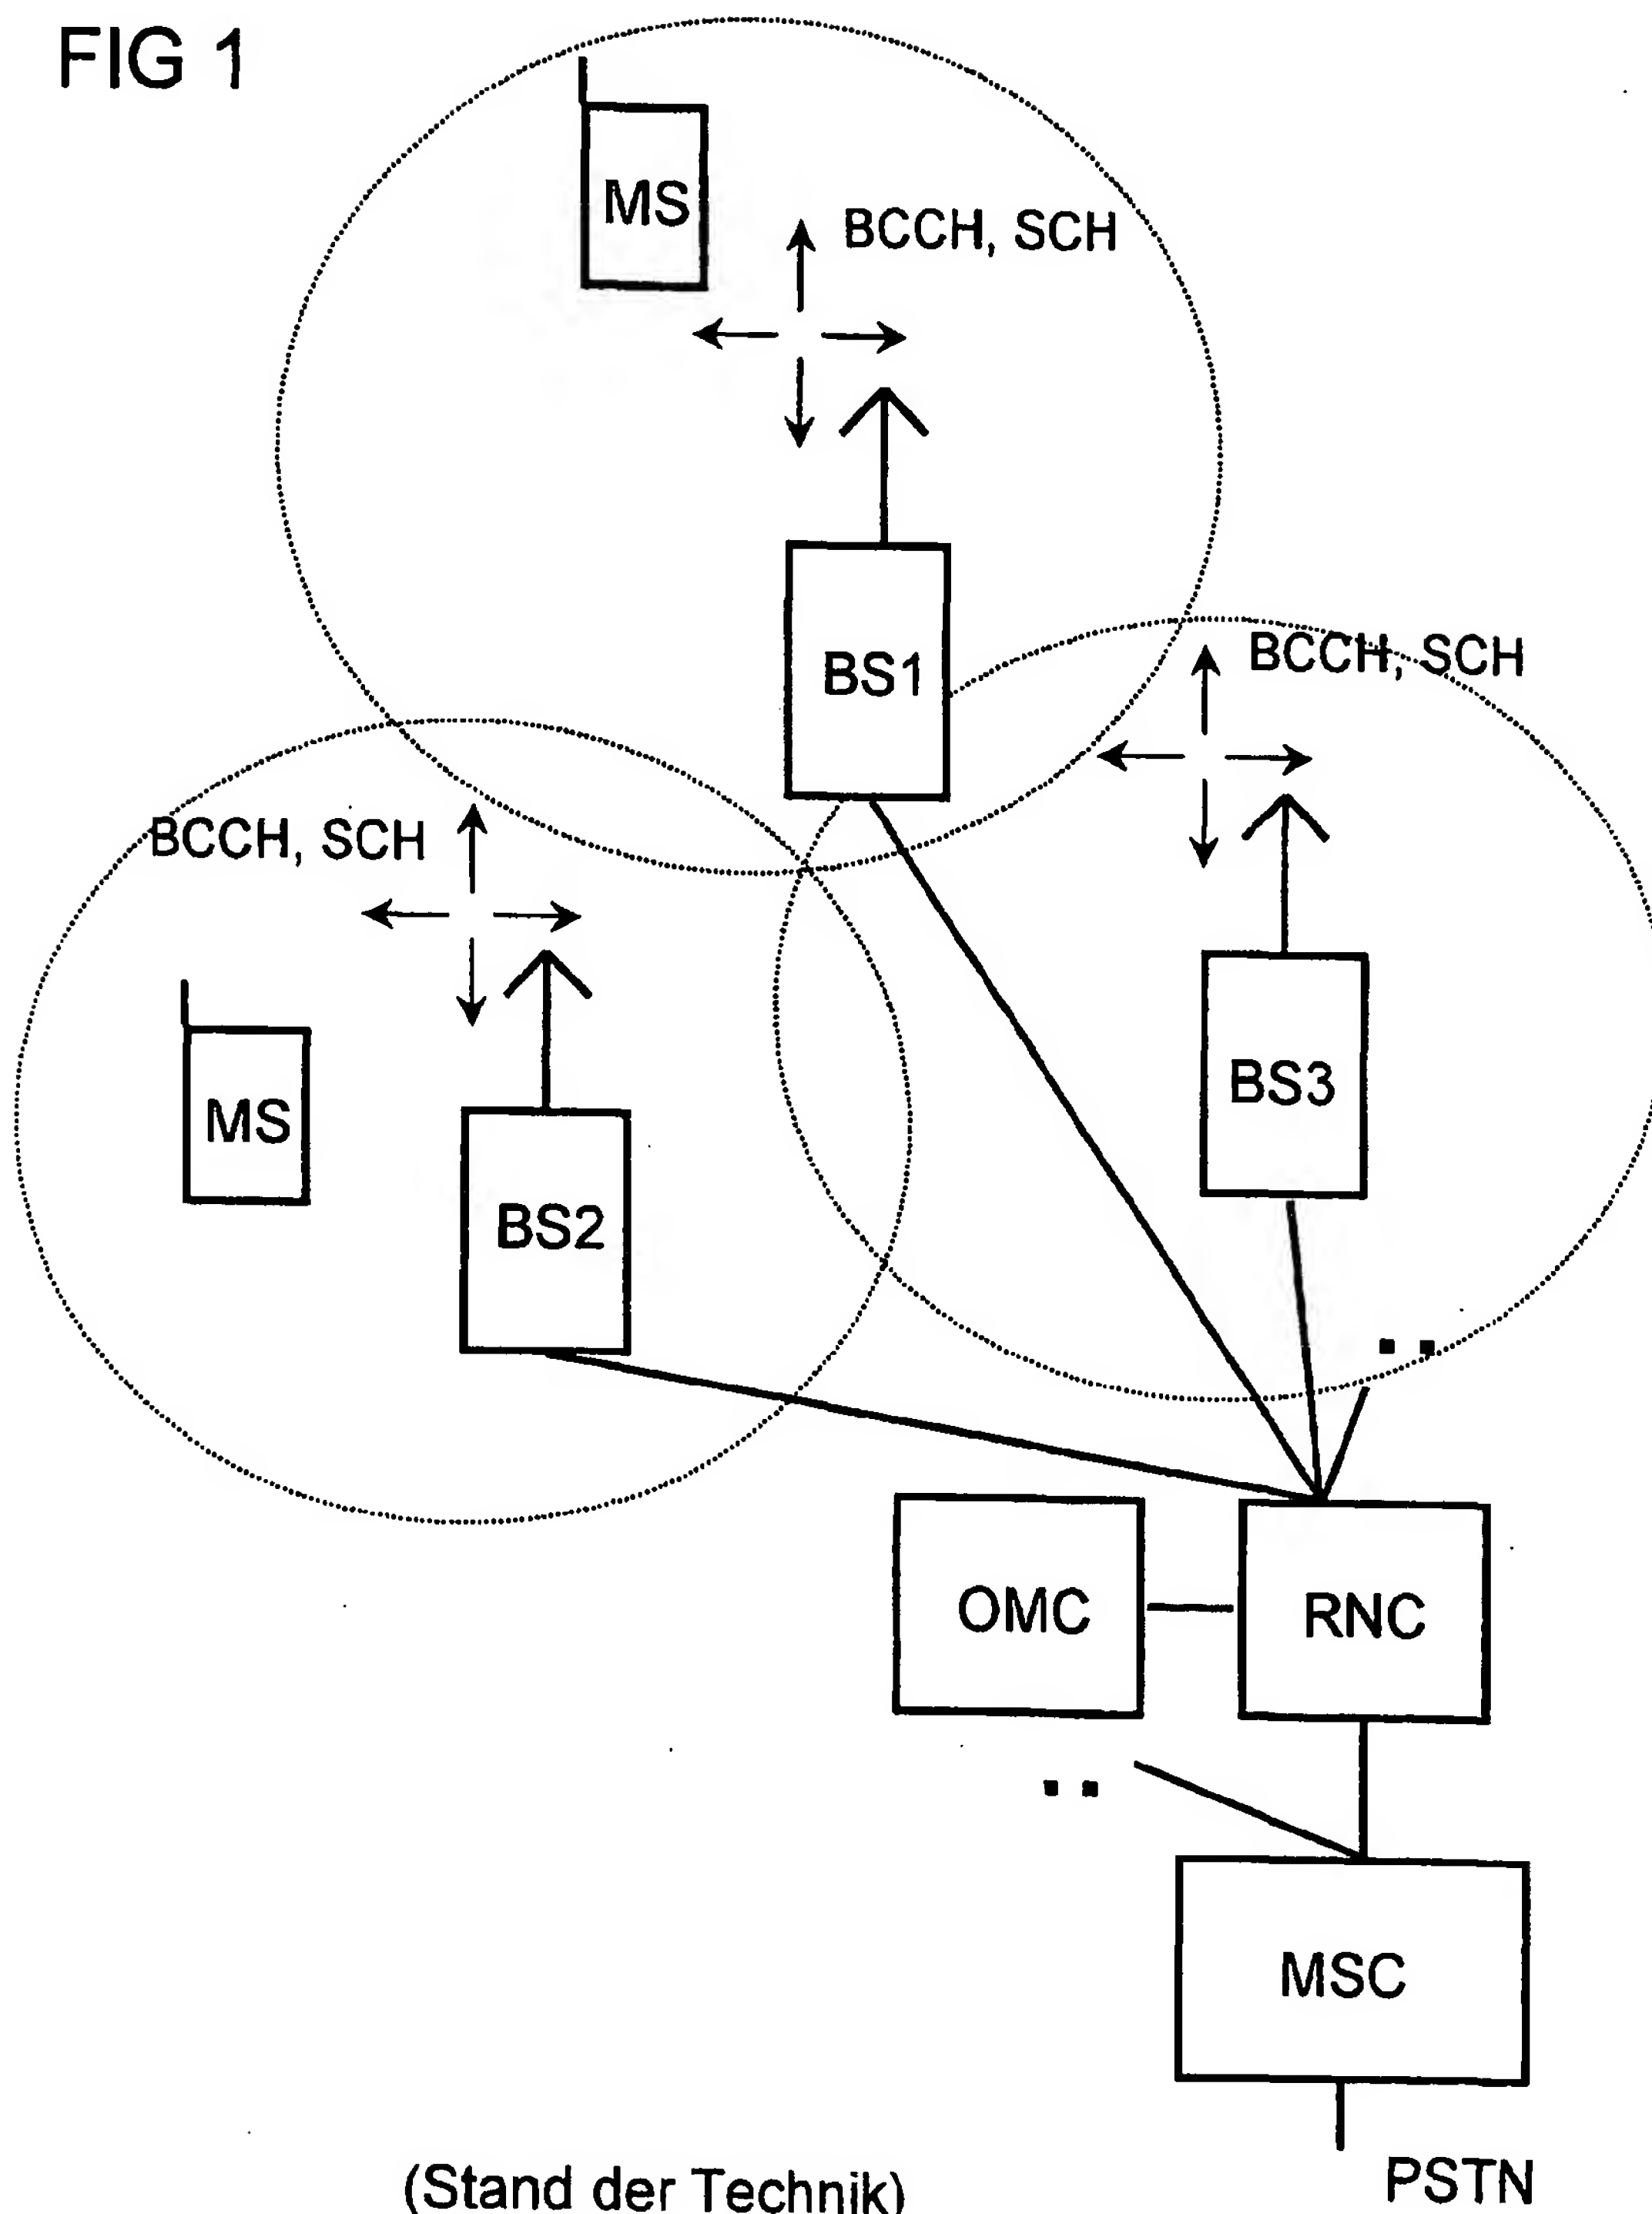 FIG 1
MS
BCCH, SCH
BS1
BCCH, SCH
BCCH, SCH
BS3
MS
BS2
OMC
RNC
MSC
PSTN
(Stand der Technik)